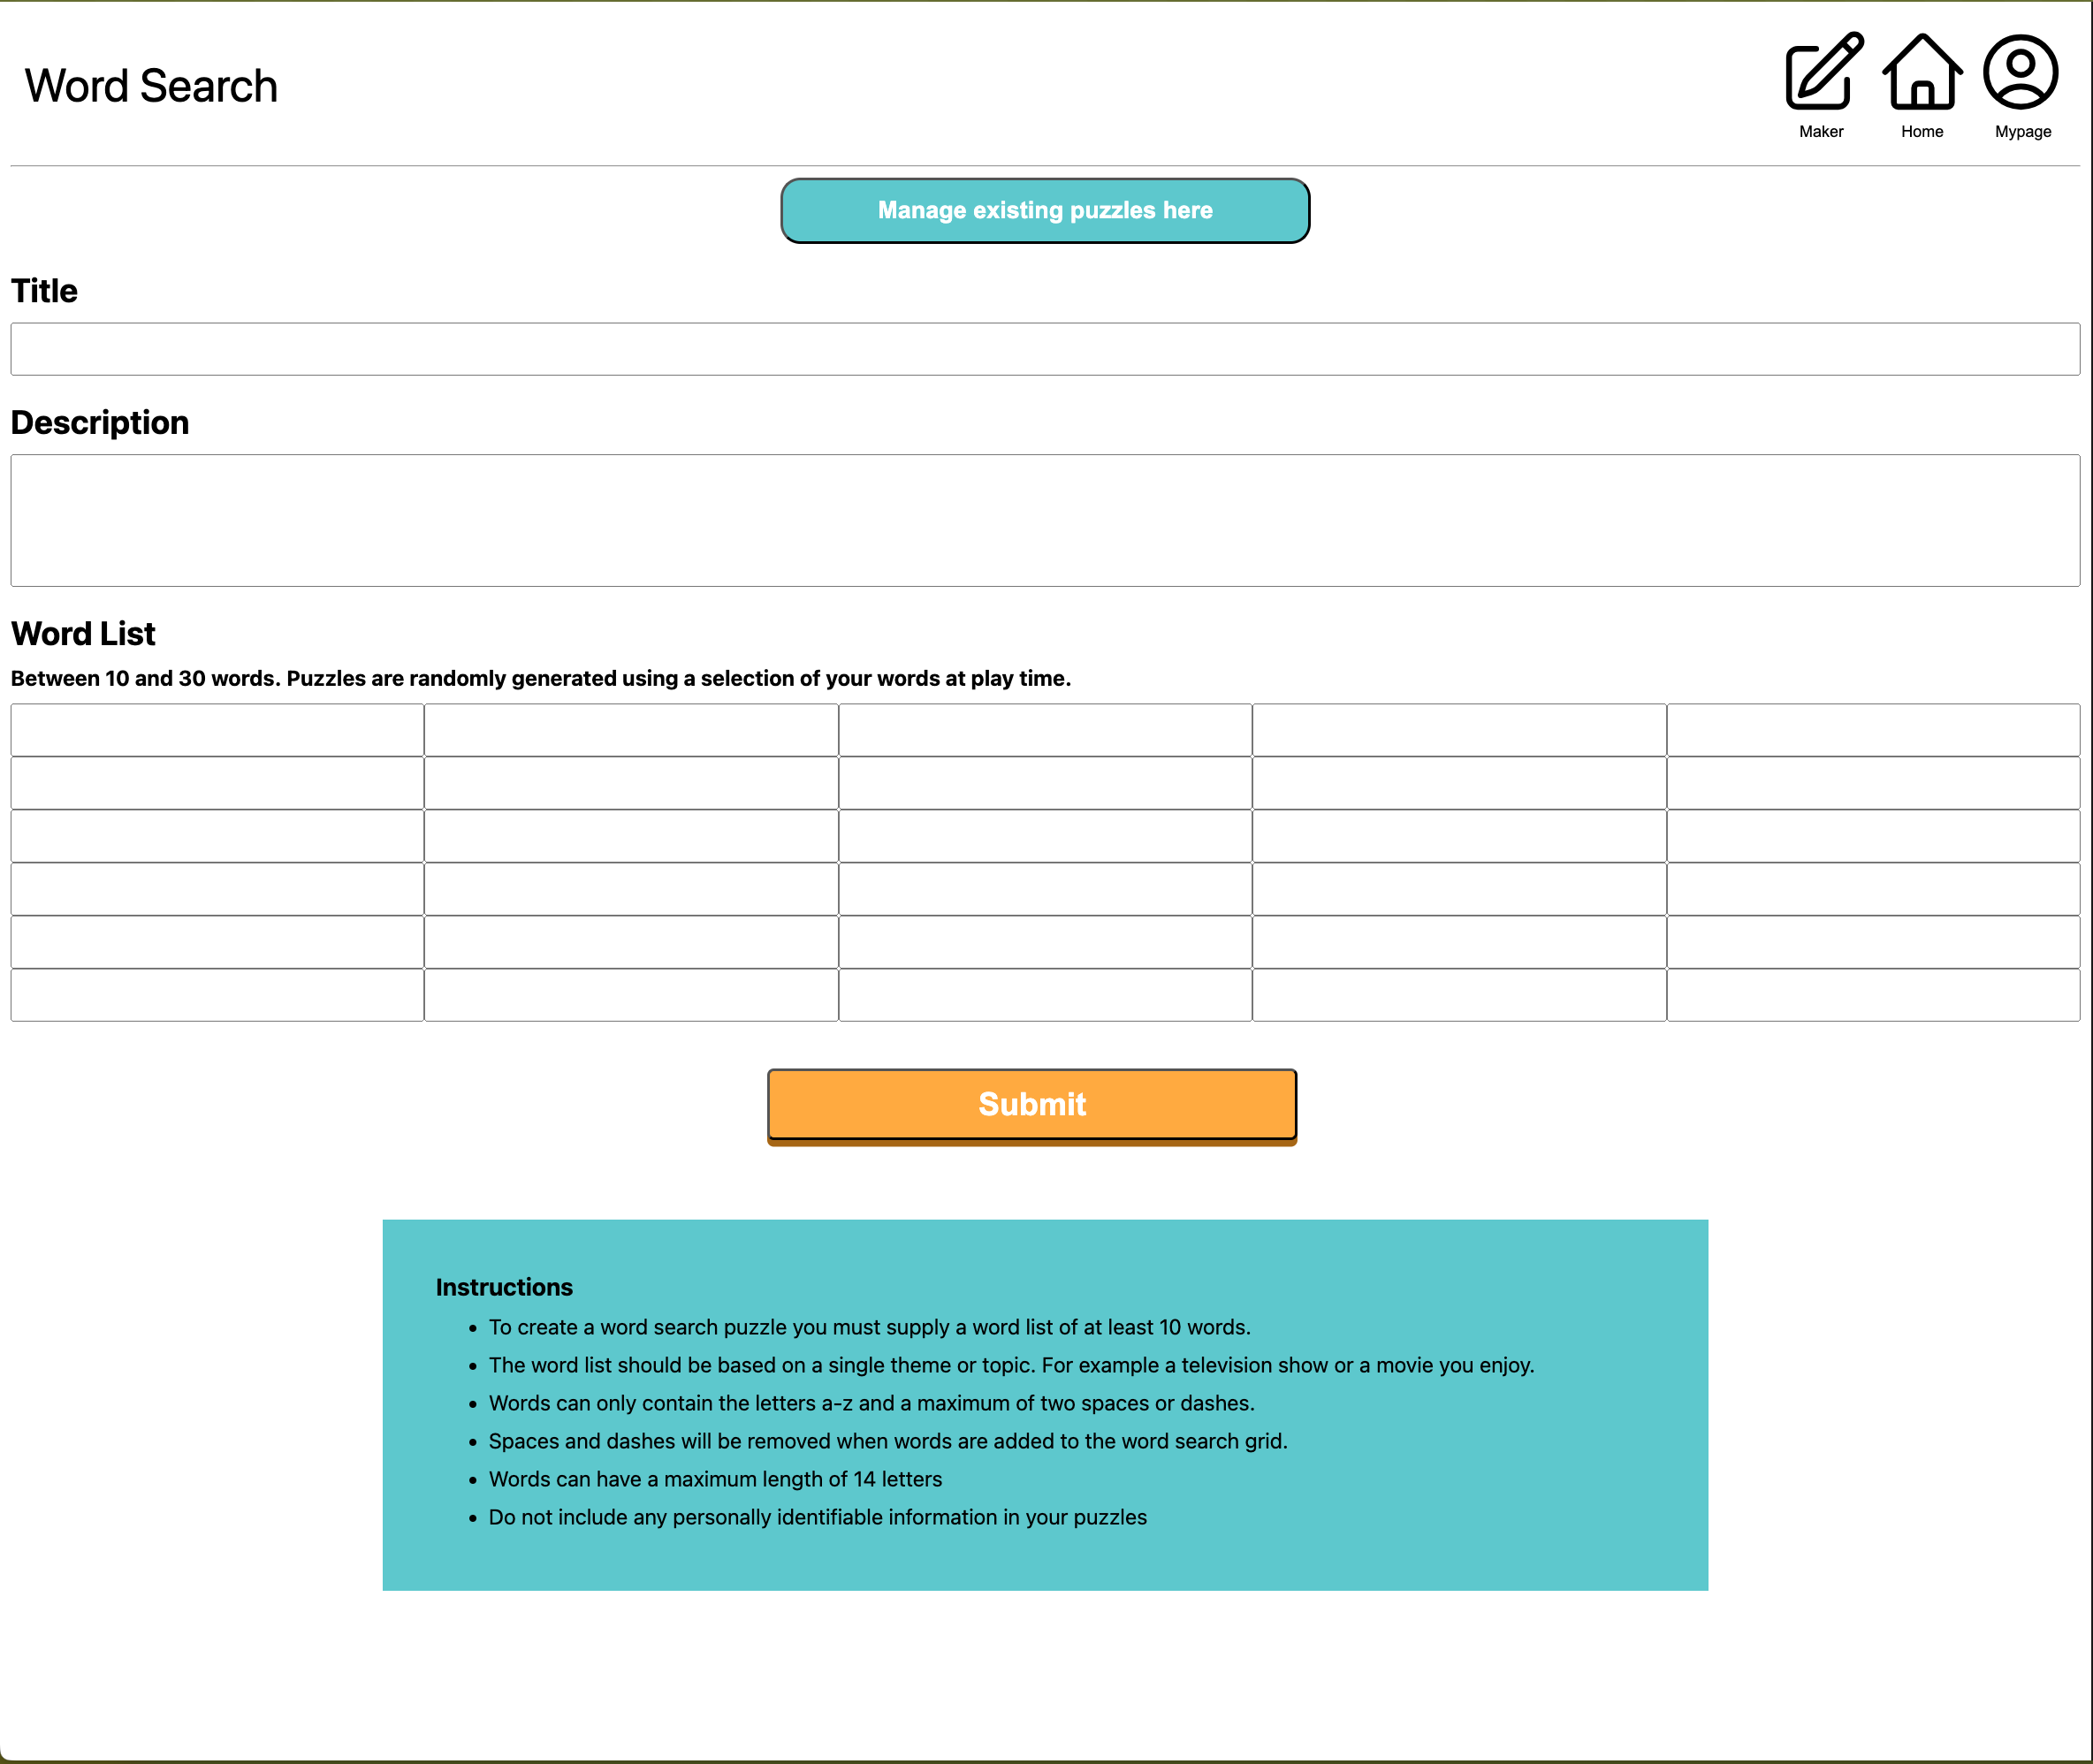 Word Search
Maker
Home
Mypage
Manage existing puzzles here
Title
Description
Word List
Between 10 and 30 words. Puzzles are randomly generated using a selection of your words at play time.
Submit
Instructions
To create a word search puzzle you must supply a word list of at least 10 words.
The word list should be based on a single theme or topic. For example a television show or a movie you enjoy.
Words can only contain the letters a-z and a maximum of two spaces or dashes.
Spaces and dashes will be removed when words are added to the word search grid.
Words can have a maximum length of 14 letters
Do not include any personally identifiable information in your puzzles